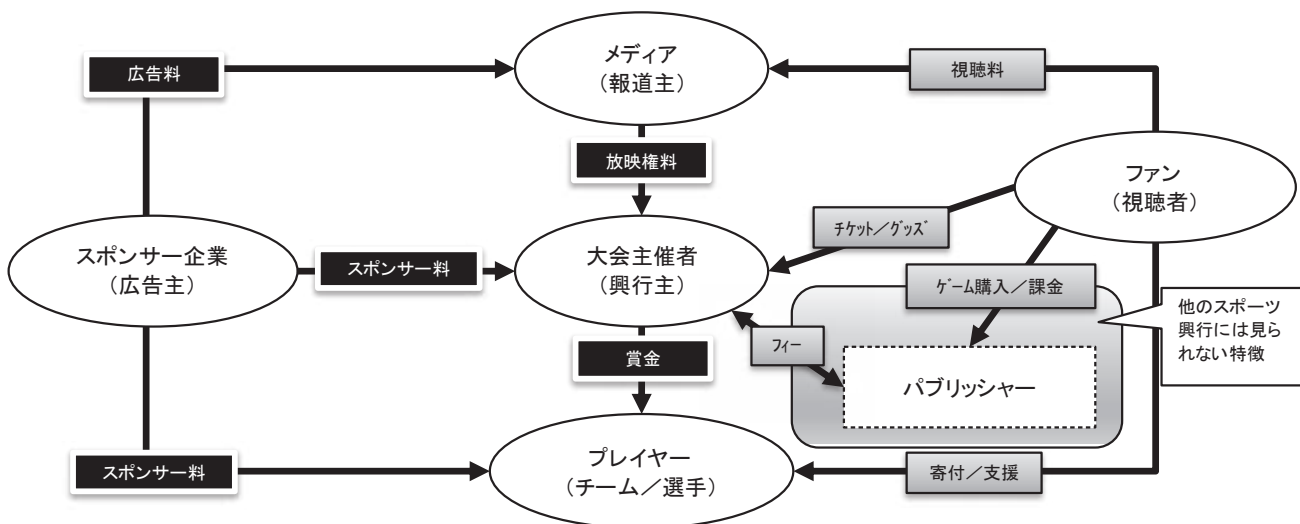 メディア
（報道主）
広告料
視聴料
放映権料
ファン
（視聴者）
チケット／グッズ
スポンサー企業
（広告主）
スポンサー料
大会主催者
（興行主）
ゲーム購入／課金
他のスポーツ
興行には見ら
れない特徴
フィー
賞金
パブリッシャー
プレイヤー
（チーム／選手）
スポンサー料
寄付／支援